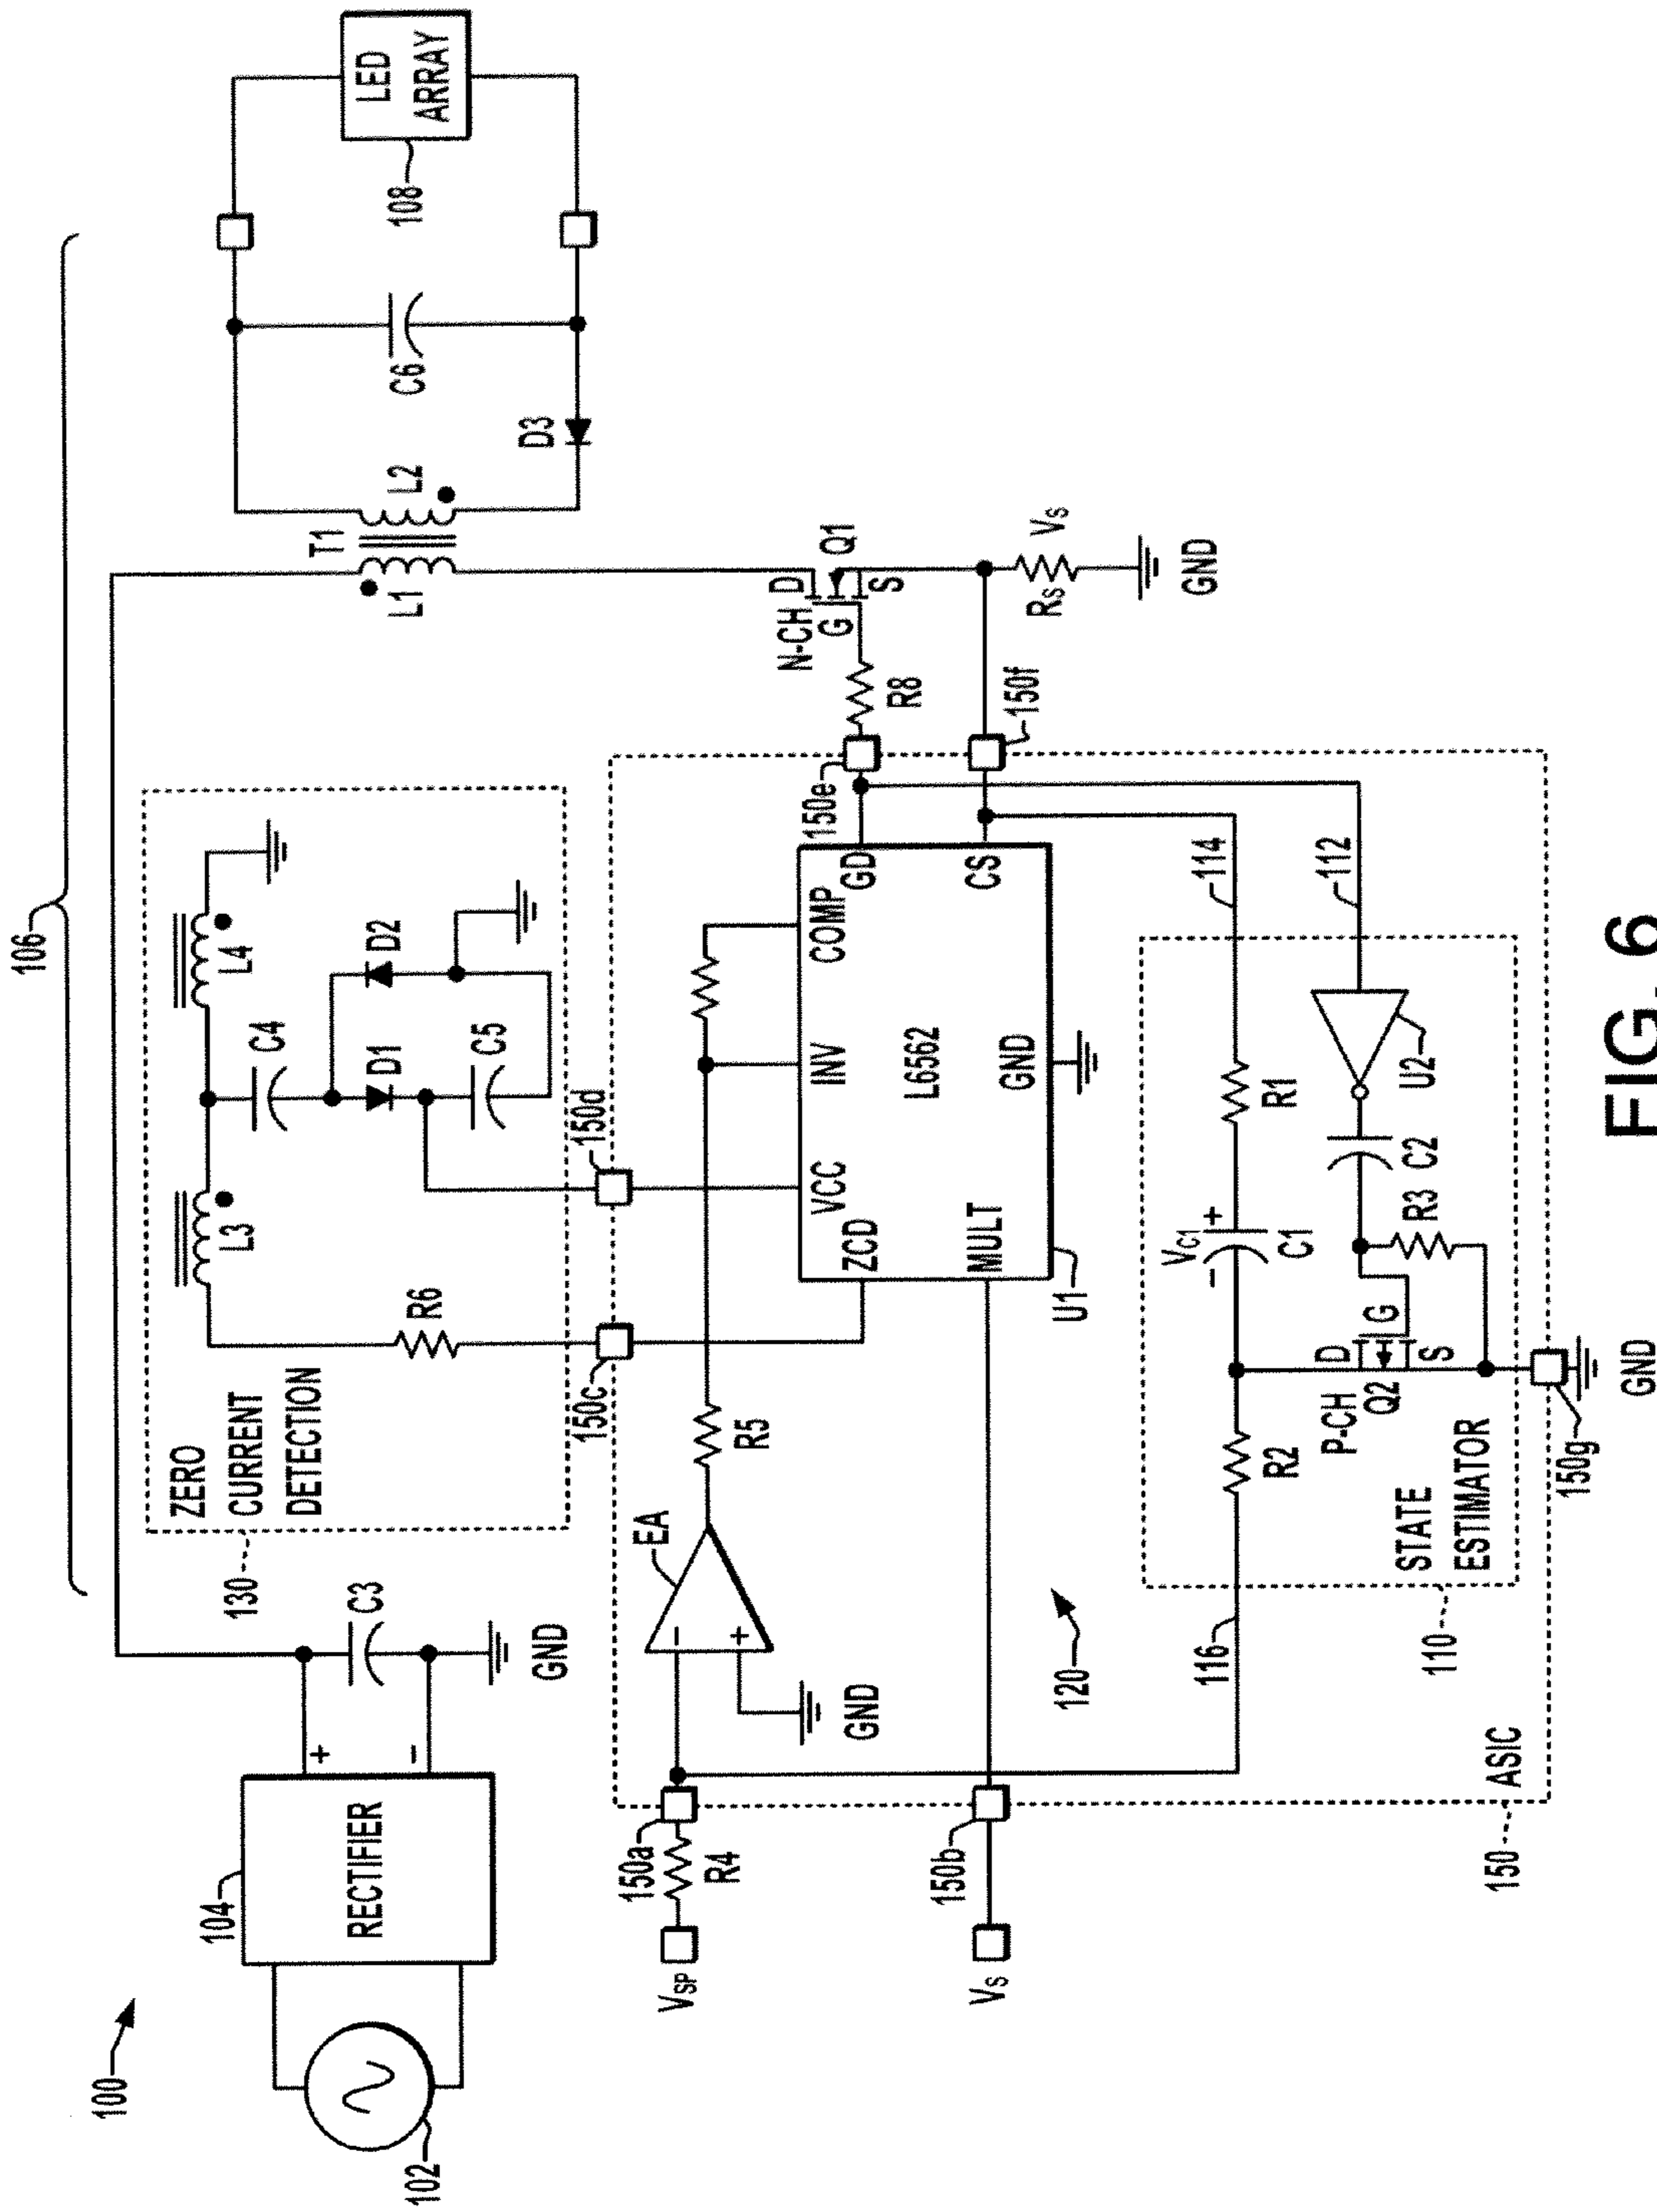 100
102
104
RECTIFIER
+
−
C3
GND
106
130
ZERO
CURRENT
DETECTION
L3
L4
R6
C4
D1
D2
C5
T1
L1
L2
D3
C6
108
LED
ARRAY
VSP
R4
150a
VS
150b
GND
−
+
EA
R5
150c
150d
ZCD
VCC
INV
COMP
MULT
L6562
GND
GD
CS
U1
150e
150f
R8
N-CH
D
G
S
Q1
RS
VS
GND
120
116
114
112
110
STATE
ESTIMATOR
R2
VC1
−
+
C1
R1
P-CH
Q2
D
G
S
R3
C2
U2
150g
GND
150
ASIC
FIG. 6